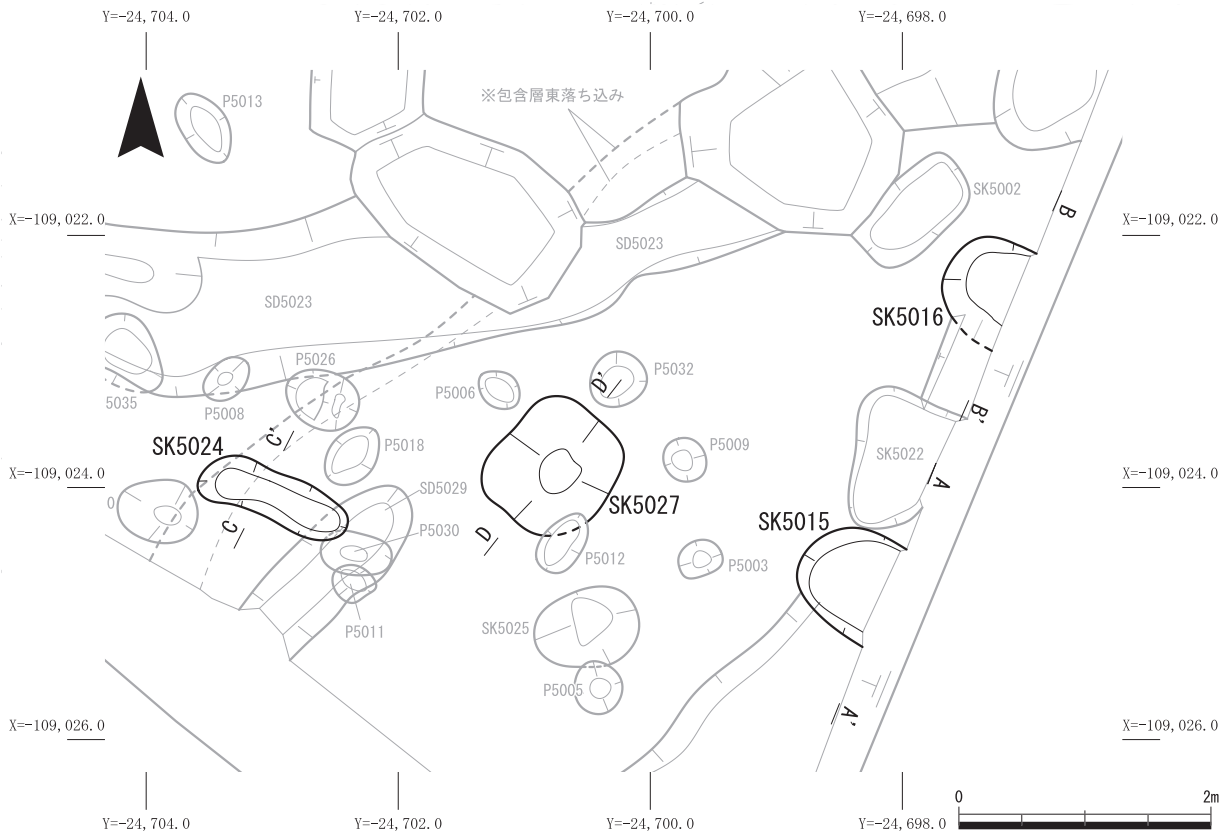 Y=-24,704.0
Y=-24,702.0
Y=-24,700.0
Y=-24,698.0
※包含層東落ち込み
P5013
SK5002
X=-109,022.0
X=-109,022.0
B
SD5023
SD5023
SK5016
P5026
P5032
D'
P5006
5035
P5008
B'
C'
SK5024
P5018
P5009
SK5022
X=-109,024.0
X=-109,024.0
A
SD5029
0
SK5027
C
P5030
D
SK5015
P5012
P5003
P5011
SK5025
P5005
A'
X=-109,026.0
X=-109,026.0
0
2m
Y=-24,704.0
Y=-24,702.0
Y=-24,700.0
Y=-24,698.0